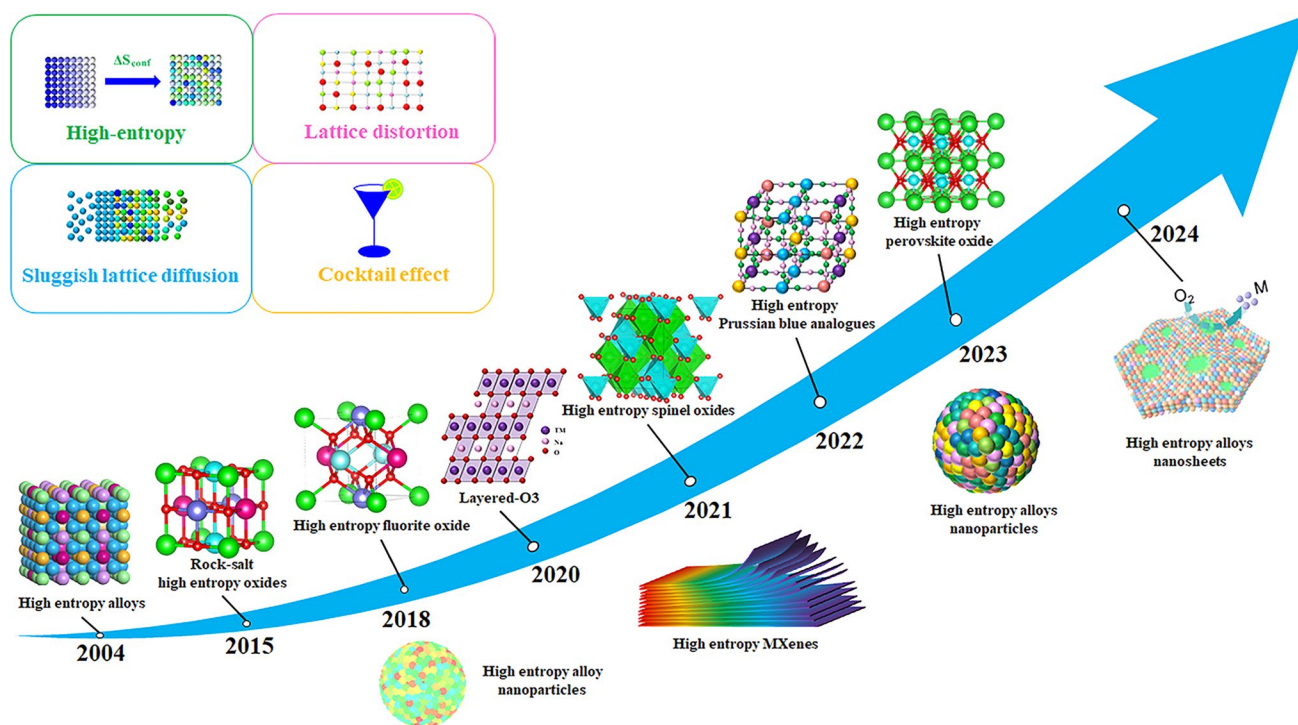 ΔSconf
High-entropy
Lattice distortion
Sluggish lattice diffusion
Cocktail effect
High entropy alloys
2004
Rock-salt
high entropy oxides
2015
High entropy fluorite oxide
2018
High entropy alloy
nanoparticles
TM
Na
O
Layered-O3
2020
High entropy spinel oxides
2021
High entropy MXenes
High entropy
Prussian blue analogues
2022
High entropy
perovskite oxide
2023
High entropy alloys
nanoparticles
2024
O2
M
High entropy alloys
nanosheets